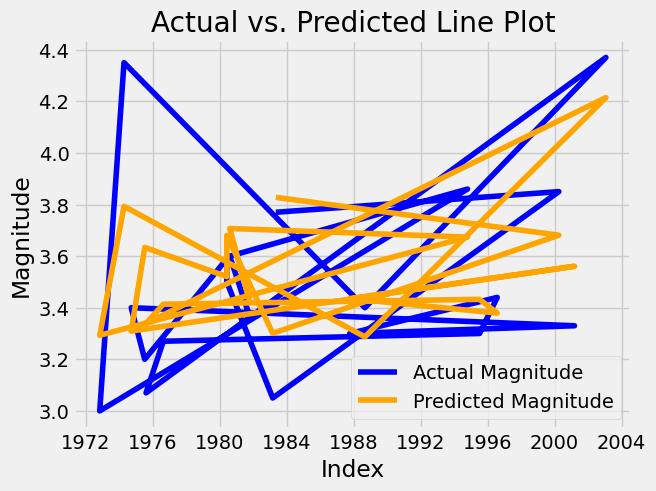 Actual vs. Predicted Line Plot
Magnitude
4.4
4.2
4.0
3.8
3.6
3.4
3.2
3.0
Actual Magnitude
Predicted Magnitude
1972 1976 1980 1984 1988 1992 1996 2000 2004
Index